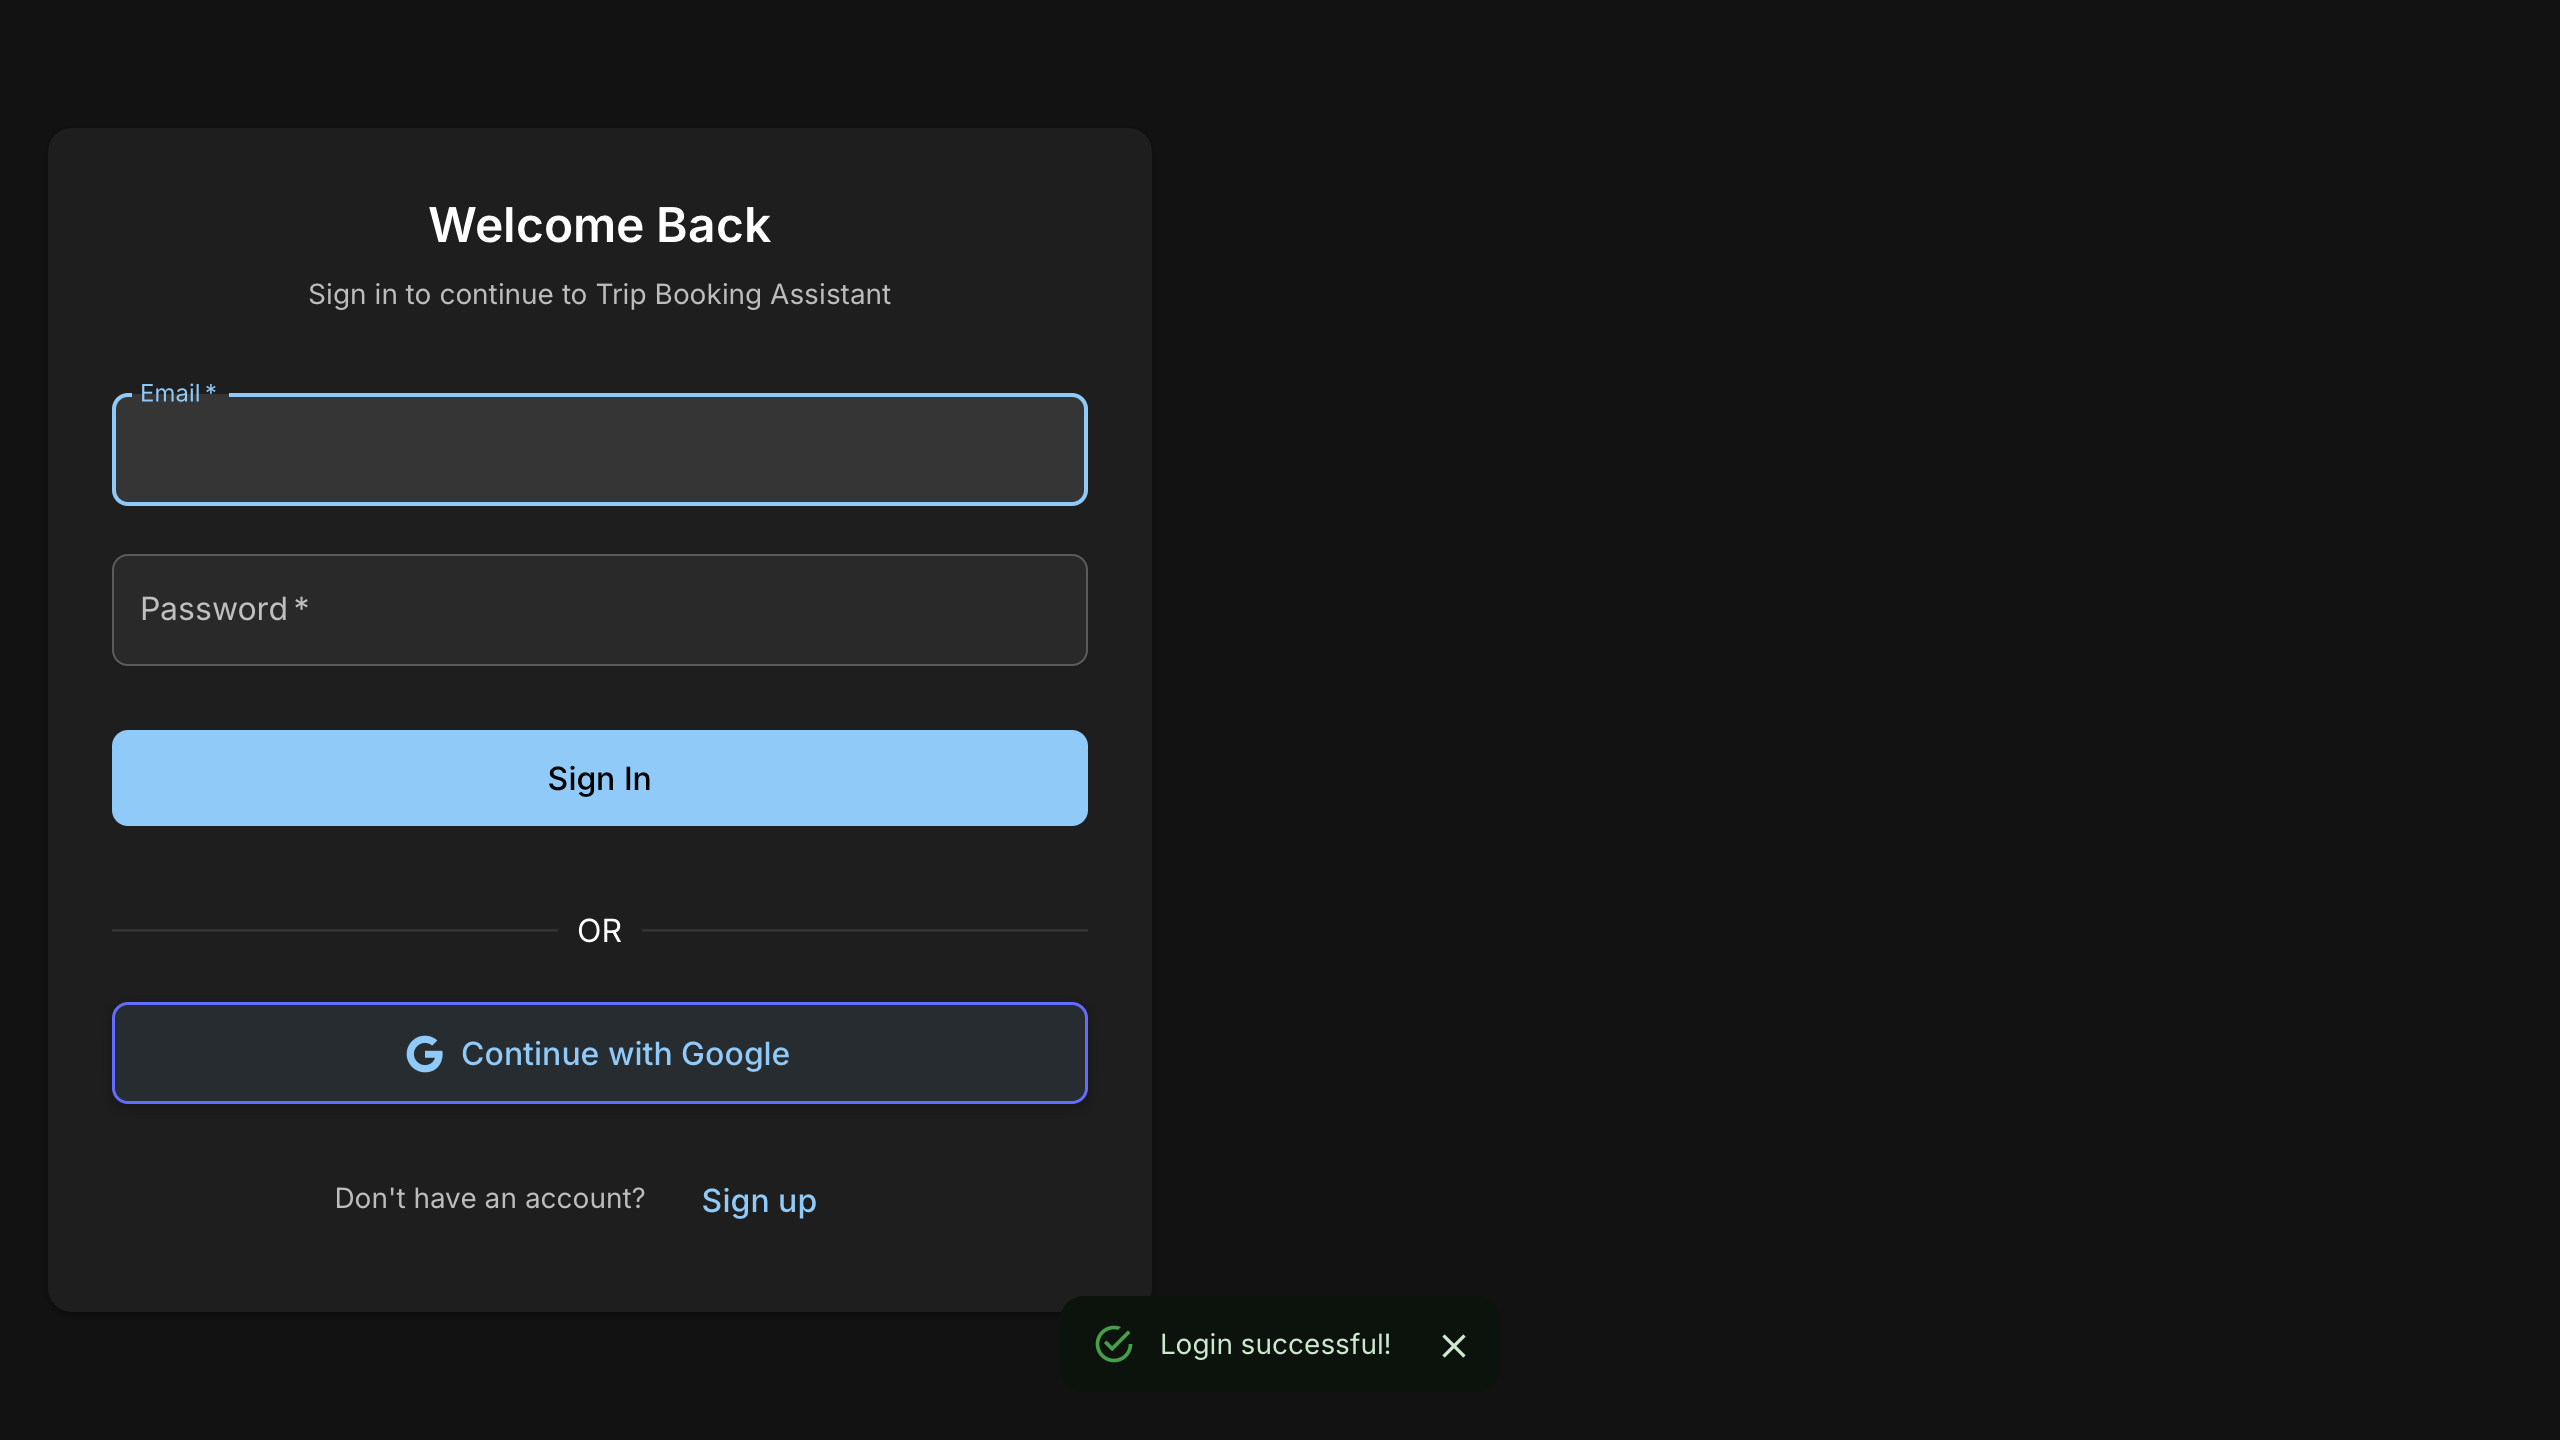 Welcome Back
Sign in to continue to Trip Booking Assistant
Email *
Password *
Sign In
OR
Continue with Google
Don't have an account? Sign up
Login successful!